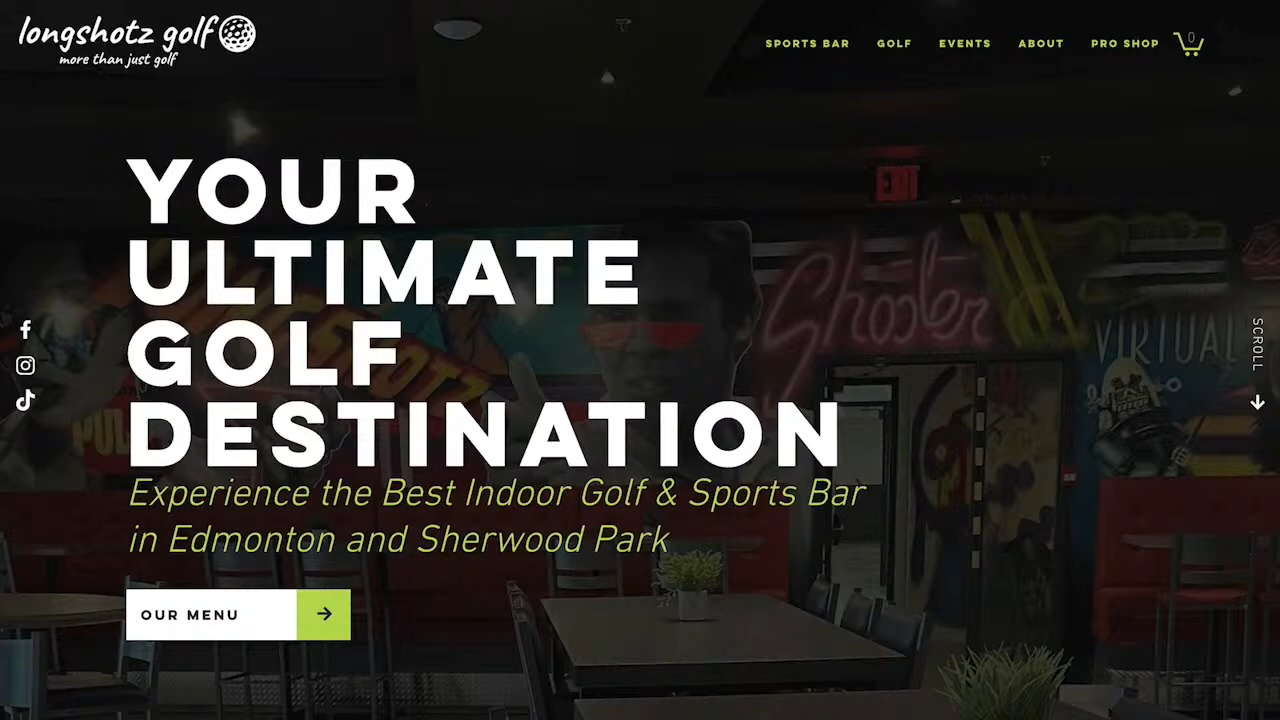 longshotz golf
more than just golf
SPORTS BAR
GOLF
EVENTS
ABOUT
PRO SHOP
0
EXIT
YOUR
ULTIMATE
GOLF
DESTINATION
Shooter
VIRTUAL
SCROLL
Experience the Best Indoor Golf & Sports Bar
in Edmonton and Sherwood Park
OUR MENU